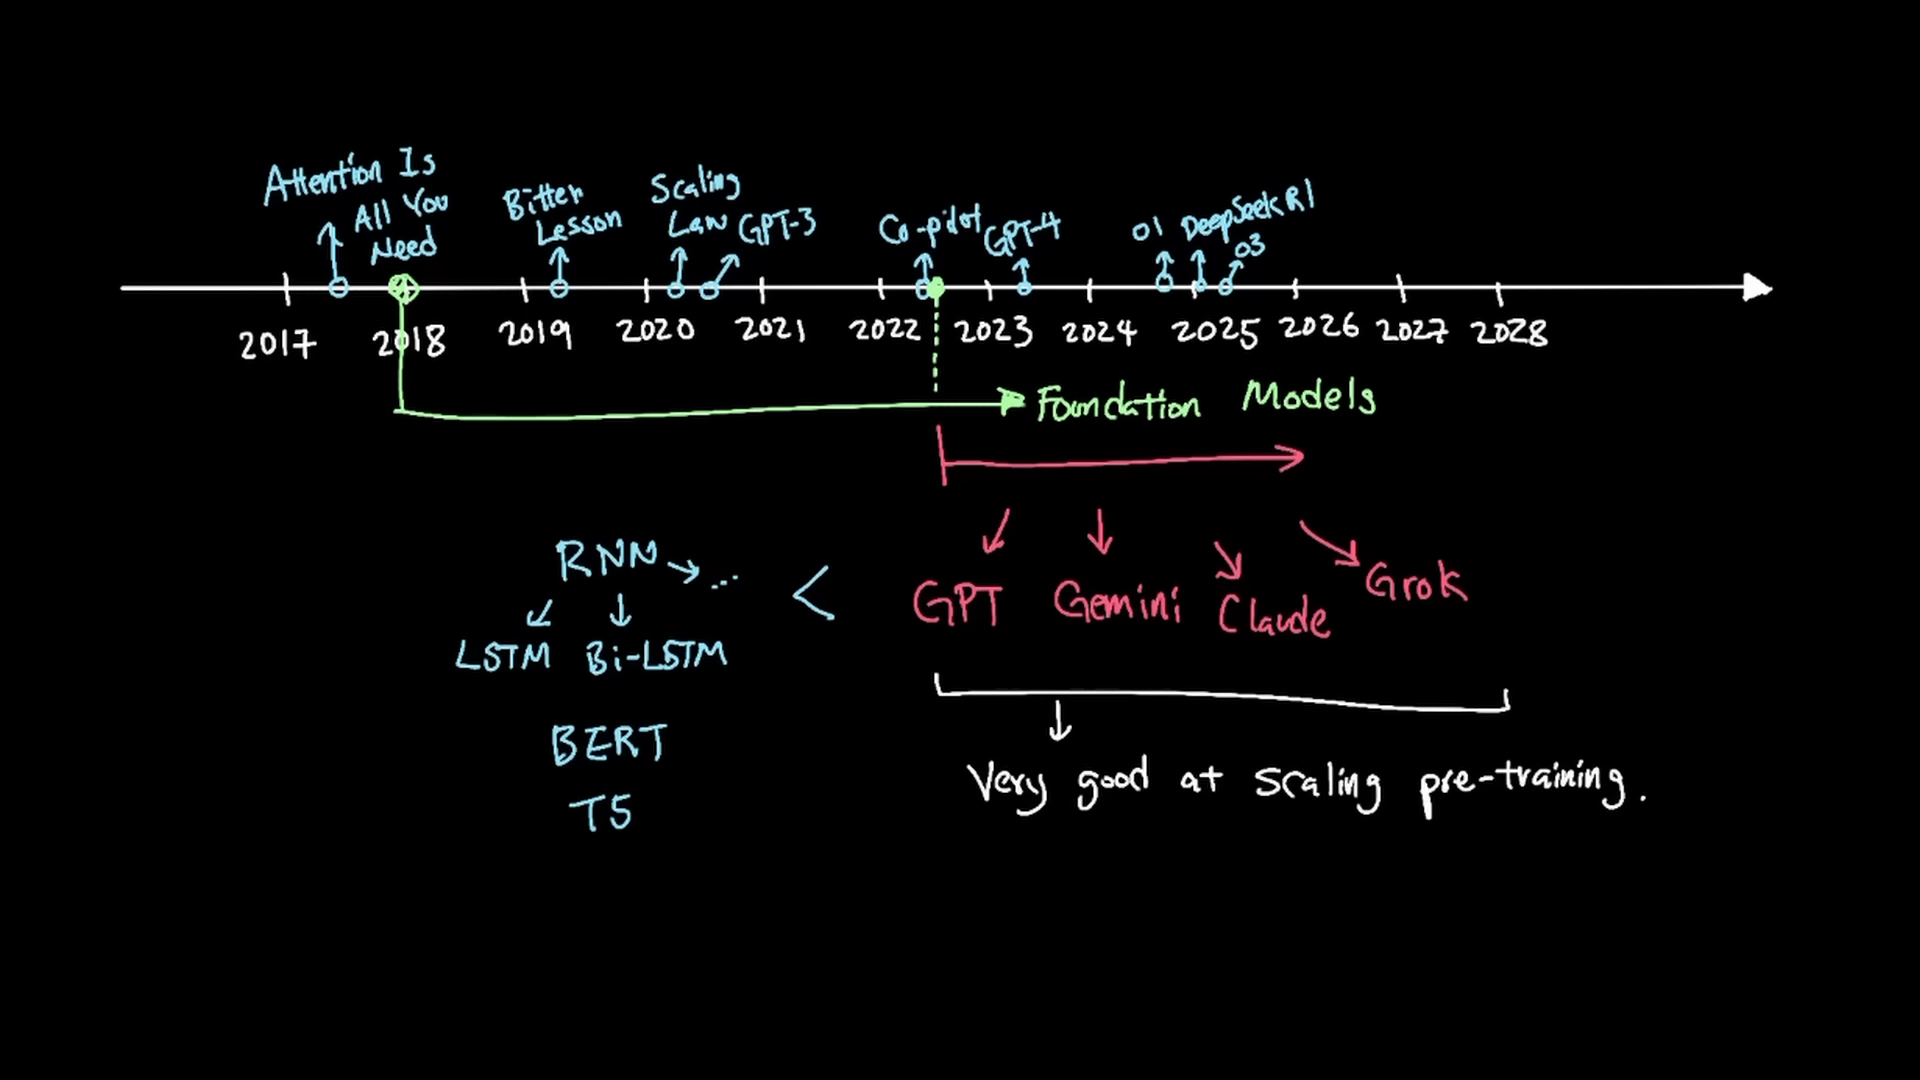 Attention Is
All You
Need
Bitter
Lesson
Scaling
Law
GPT-3
Co-pilot
GPT-4
o1
DeepSeek R1
o3
2017
2018
2019
2020
2021
2022
2023
2024
2025
2026
2027
2028
Foundation Models
RNN ...
LSTM
Bi-LSTM
BERT
T5
<
GPT
Gemini
Claude
Grok
Very good at scaling pre-training.